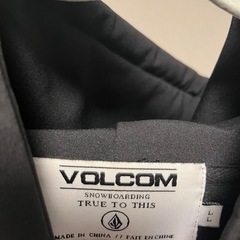 VOLCOM
SNOWBOARDING
TRUE TO THIS
MADE IN CHINA // FAIT EN CHINE
L
L